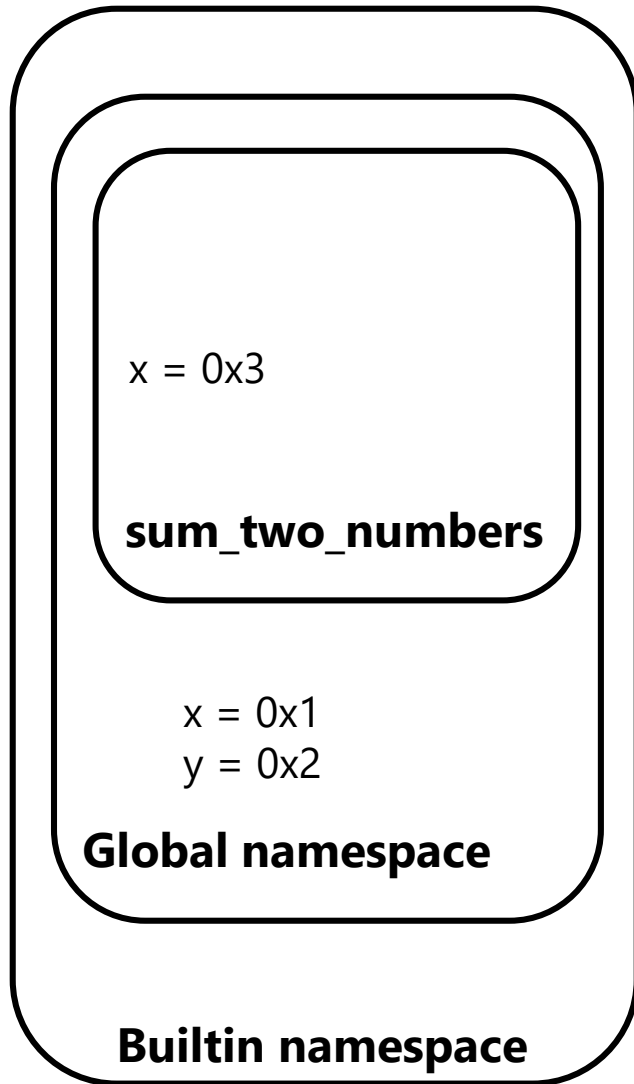 x = 0x3
sum_two_numbers
x = 0x1
y = 0x2
Global namespace
Builtin namespace